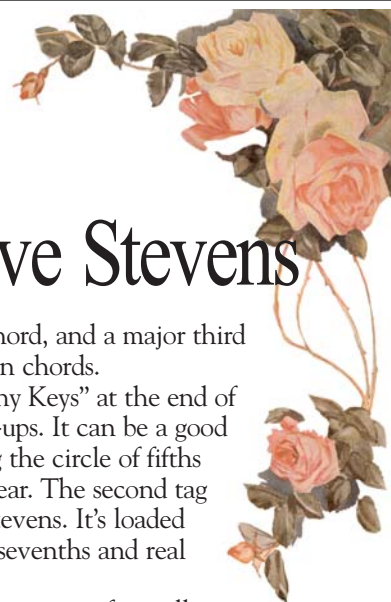 ve Stevens
hord, and a major third
n chords.
ny Keys” at the end of
-ups. It can be a good
g the circle of fifths
ear. The second tag
tevens. It’s loaded
sevenths and real